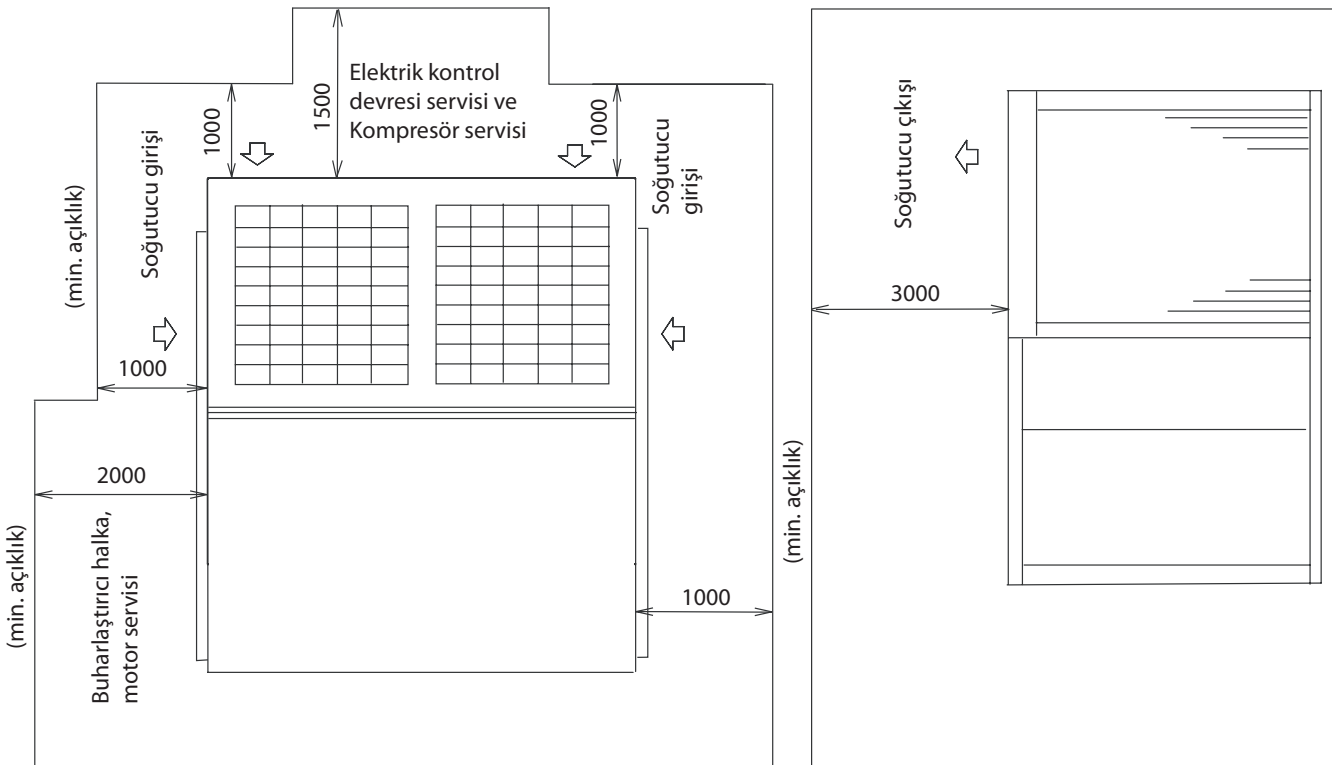 Elektrik kontrol
devresi servisi ve
Kompresör servisi
1500
1000
1000
Soğutucu girişi
Soğutucu
girişi
(min. açıklık)
1000
2000
(min. açıklık)
Buharlaştırıcı halka,
motor servisi
1000
(min. açıklık)
Soğutucu çıkışı
3000